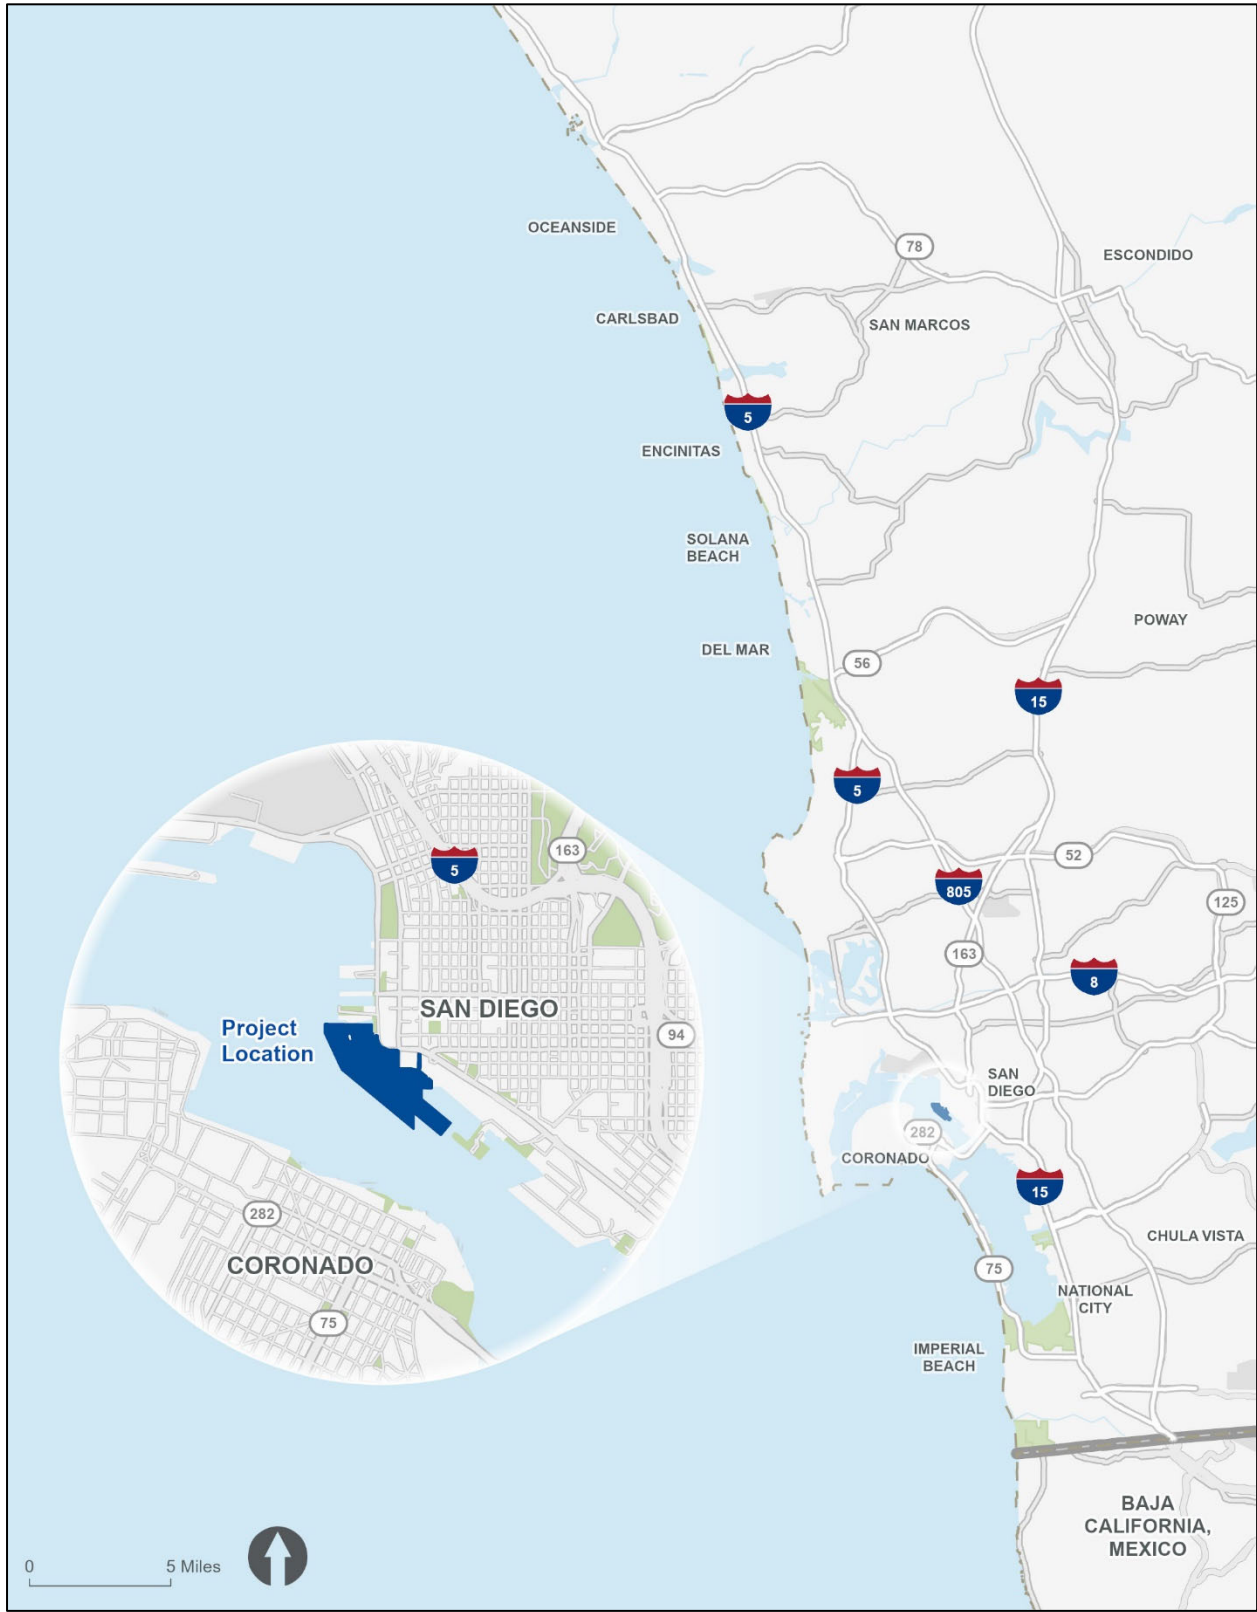 OCEANSIDE
78
ESCONDIDO
CARLSBAD
SAN MARCOS
5
ENCINITAS
SOLANA
BEACH
POWAY
DEL MAR
56
15
5
52
805
125
163
8
5
163
SAN DIEGO
94
Project
Location
282
CORONADO
75
SAN
DIEGO
282
CORONADO
15
CHULA VISTA
75
NATIONAL
CITY
IMPERIAL
BEACH
BAJA
CALIFORNIA,
MEXICO
0
5 Miles